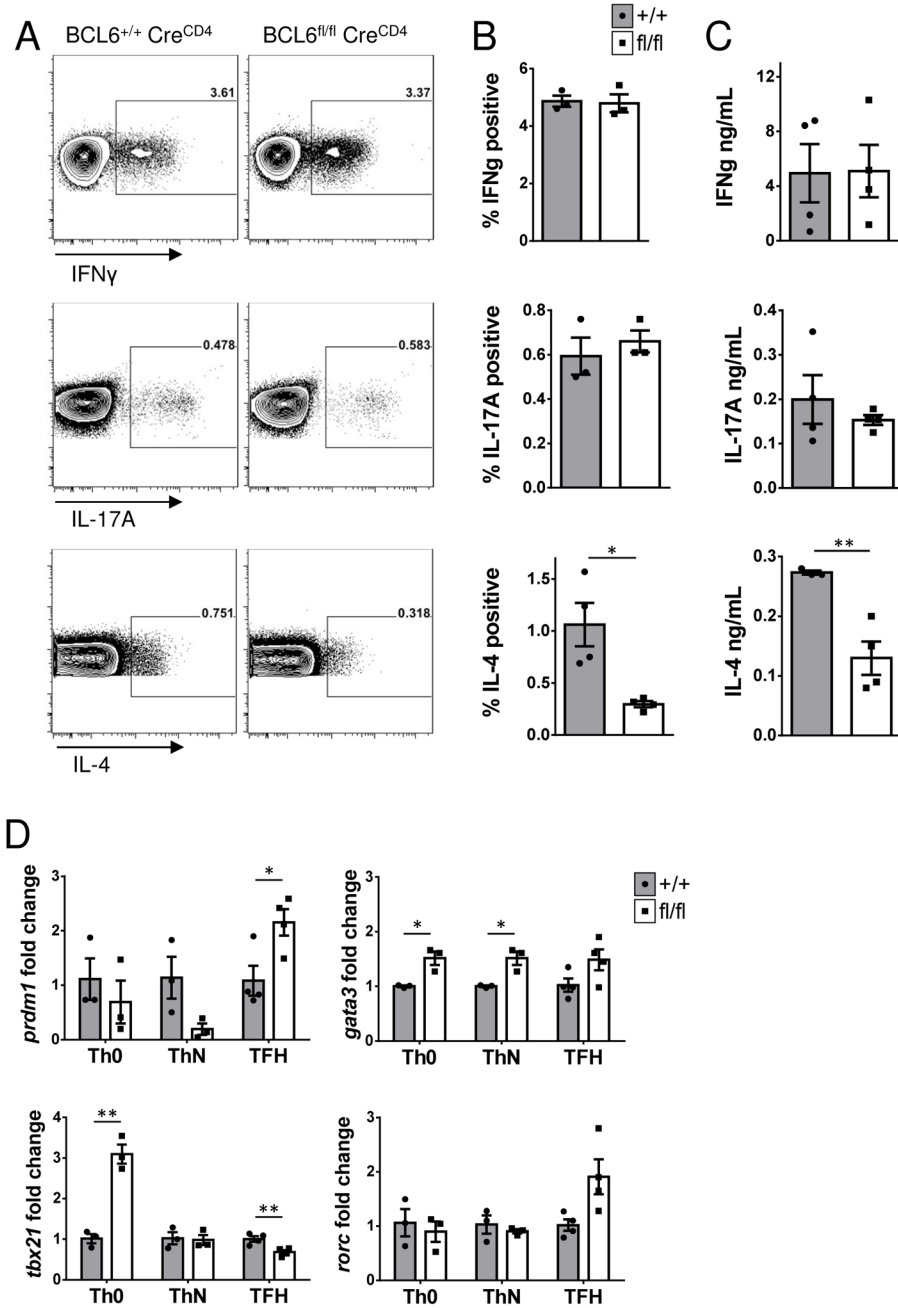 A
BCL6+/+ CreCD4
BCL6fl/fl CreCD4
3.61
3.37
IFNγ
0.478
0.583
IL-17A
0.751
0.318
IL-4
B
+/+
fl/fl
% IFNg positive
6
4
2
0
% IL-17A positive
0.8
0.6
0.4
0.2
0.0
% IL-4 positive
1.5
1.0
0.5
0.0
*
C
IFNg ng/mL
12
8
4
0
IL-17A ng/mL
0.4
0.3
0.2
0.1
0.0
IL-4 ng/mL
0.3
0.2
0.1
0.0
**
D
prdm1 fold change
3
2
1
0
*
Th0 ThN TFH
gata3 fold change
3
2
1
0
* *
Th0 ThN TFH
+/+
fl/fl
tbx21 fold change
4
3
2
1
0
** **
Th0 ThN TFH
rorc fold change
3
2
1
0
Th0 ThN TFH